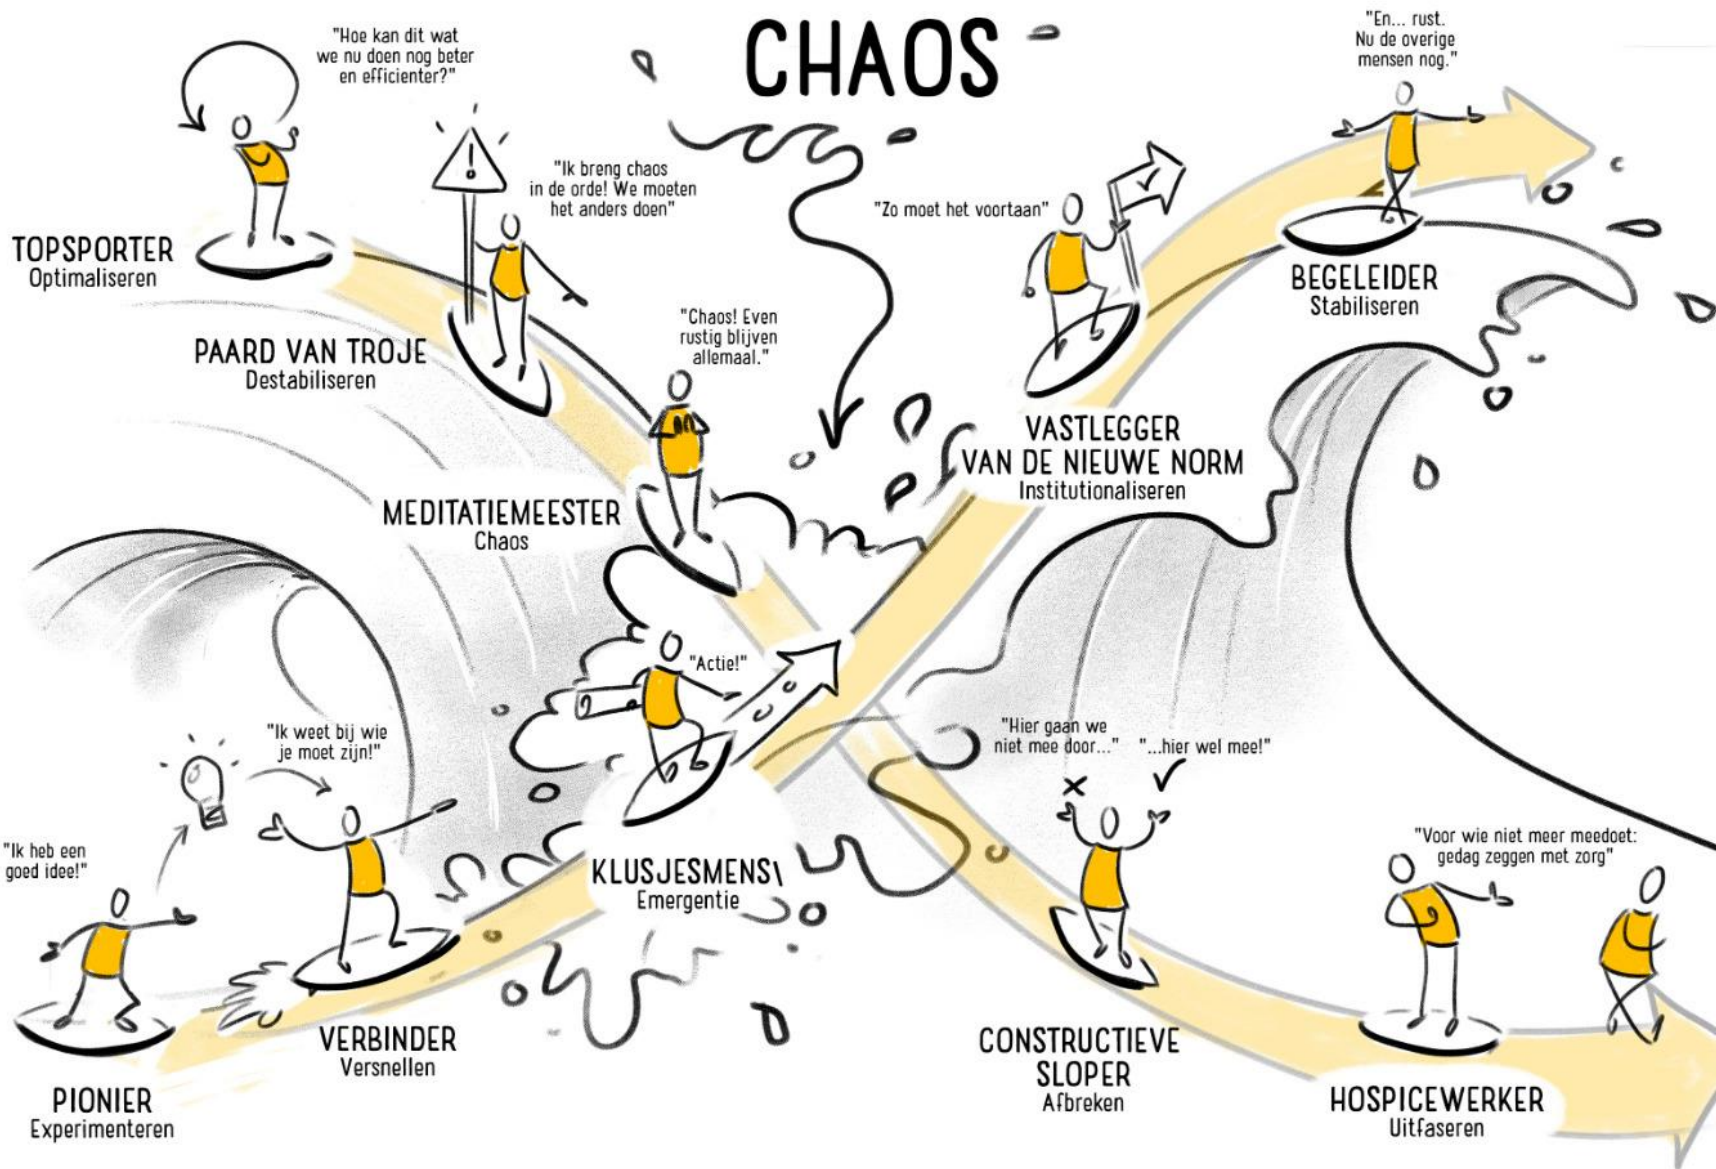 CHAOS
"Hoe kan dit wat
we nu doen nog beter
en efficienter?"
TOPSPORTER
Optimaliseren
"Ik breng chaos
in de orde! We moeten
het anders doen"
PAARD VAN TROJE
Destabiliseren
"Chaos! Even
rustig blijven
allemaal."
MEDITATIEMEESTER
Chaos
"En... rust.
Nu de overige
mensen nog."
BEGELEIDER
Stabiliseren
"Zo moet het voortaan"
VASTLEGGER
VAN DE NIEUWE NORM
Institutionaliseren
"Ik heb een
goed idee!"
PIONIER
Experimenteren
"Ik weet bij wie
je moet zijn!"
VERBINDER
Versnellen
"Actie!"
KLUSJESMENS\
Emergentie
"Hier gaan we
niet mee door..."
"...hier wel mee!"
CONSTRUCTIEVE
SLOPER
Afbreken
"Voor wie niet meer meedoet:
gedag zeggen met zorg"
HOSPICEWERKER
Uitfaseren